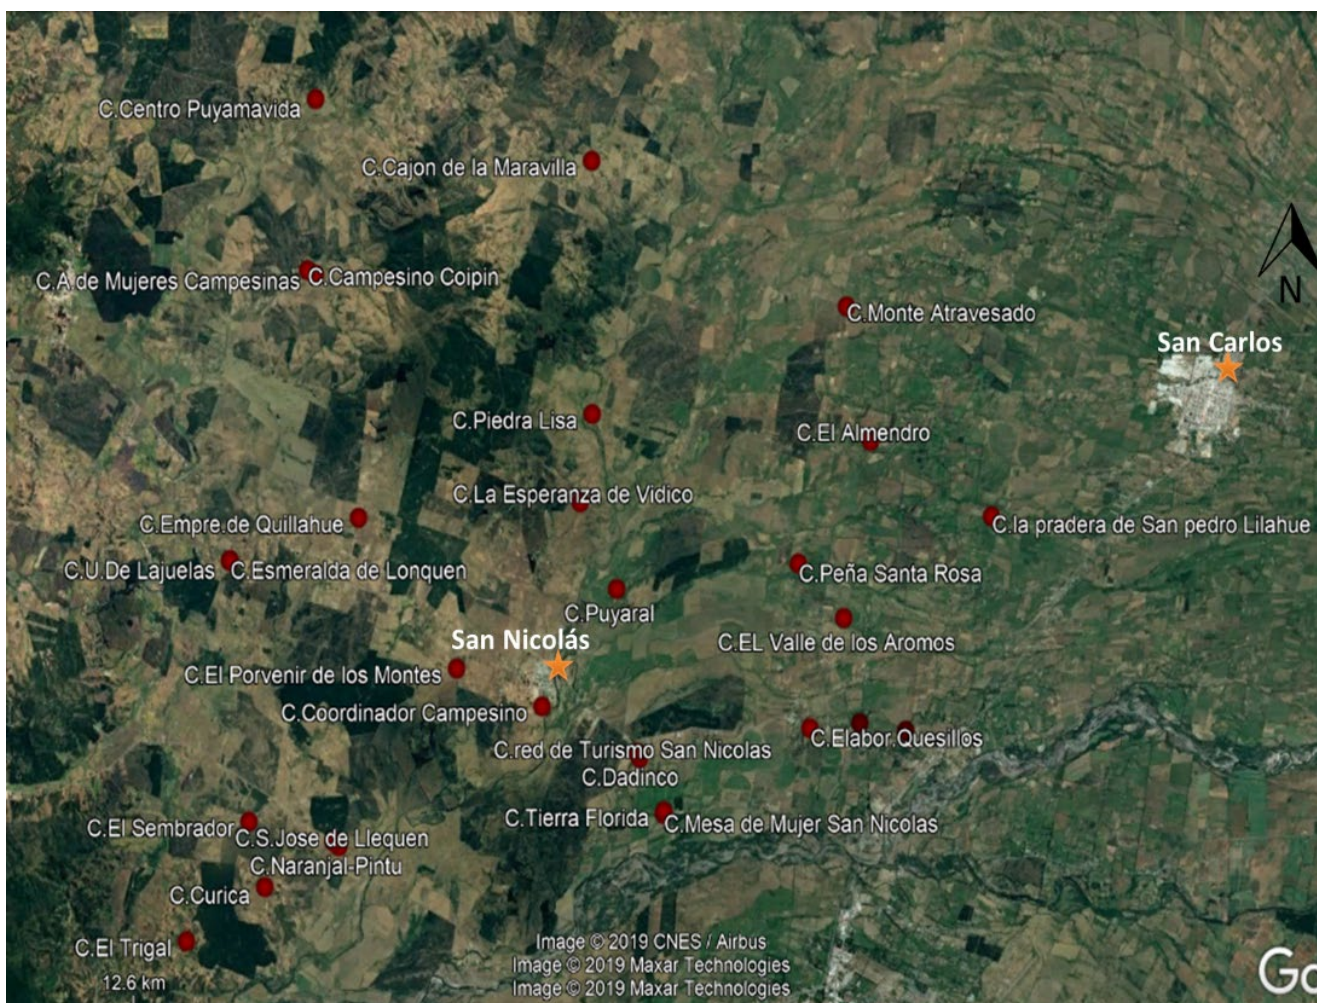 C.Centro Puyamavida
C.Cajon de la Maravilla
C.A.de Mujeres Campesinas
C.Campesino Coipin
C.Monte Atravesado
N
San Carlos
C.Piedra Lisa
C.El Almendro
C.La Esperanza de Vidico
C.Empre.de Quillahue
C.la pradera de San pedro Lilahue
C.U.De Lajuelas
C.Esmeralda de Lonquen
C.Peña Santa Rosa
C.Puyaral
San Nicolás
C.EL Valle de los Aromos
C.El Porvenir de los Montes
C.Coordinador Campesino
C.Elabor.Quesillos
C.red de Turismo San Nicolas
C.Dadinco
C.Tierra Florida
C.Mesa de Mujer San Nicolas
C.El Sembrador
C.S.Jose de Llequen
C.Naranjal-Pintu
C.Curica
C.El Trigal
12.6 km
Image © 2019 CNES / Airbus
Image © 2019 Maxar Technologies
Image © 2019 Maxar Technologies
Go